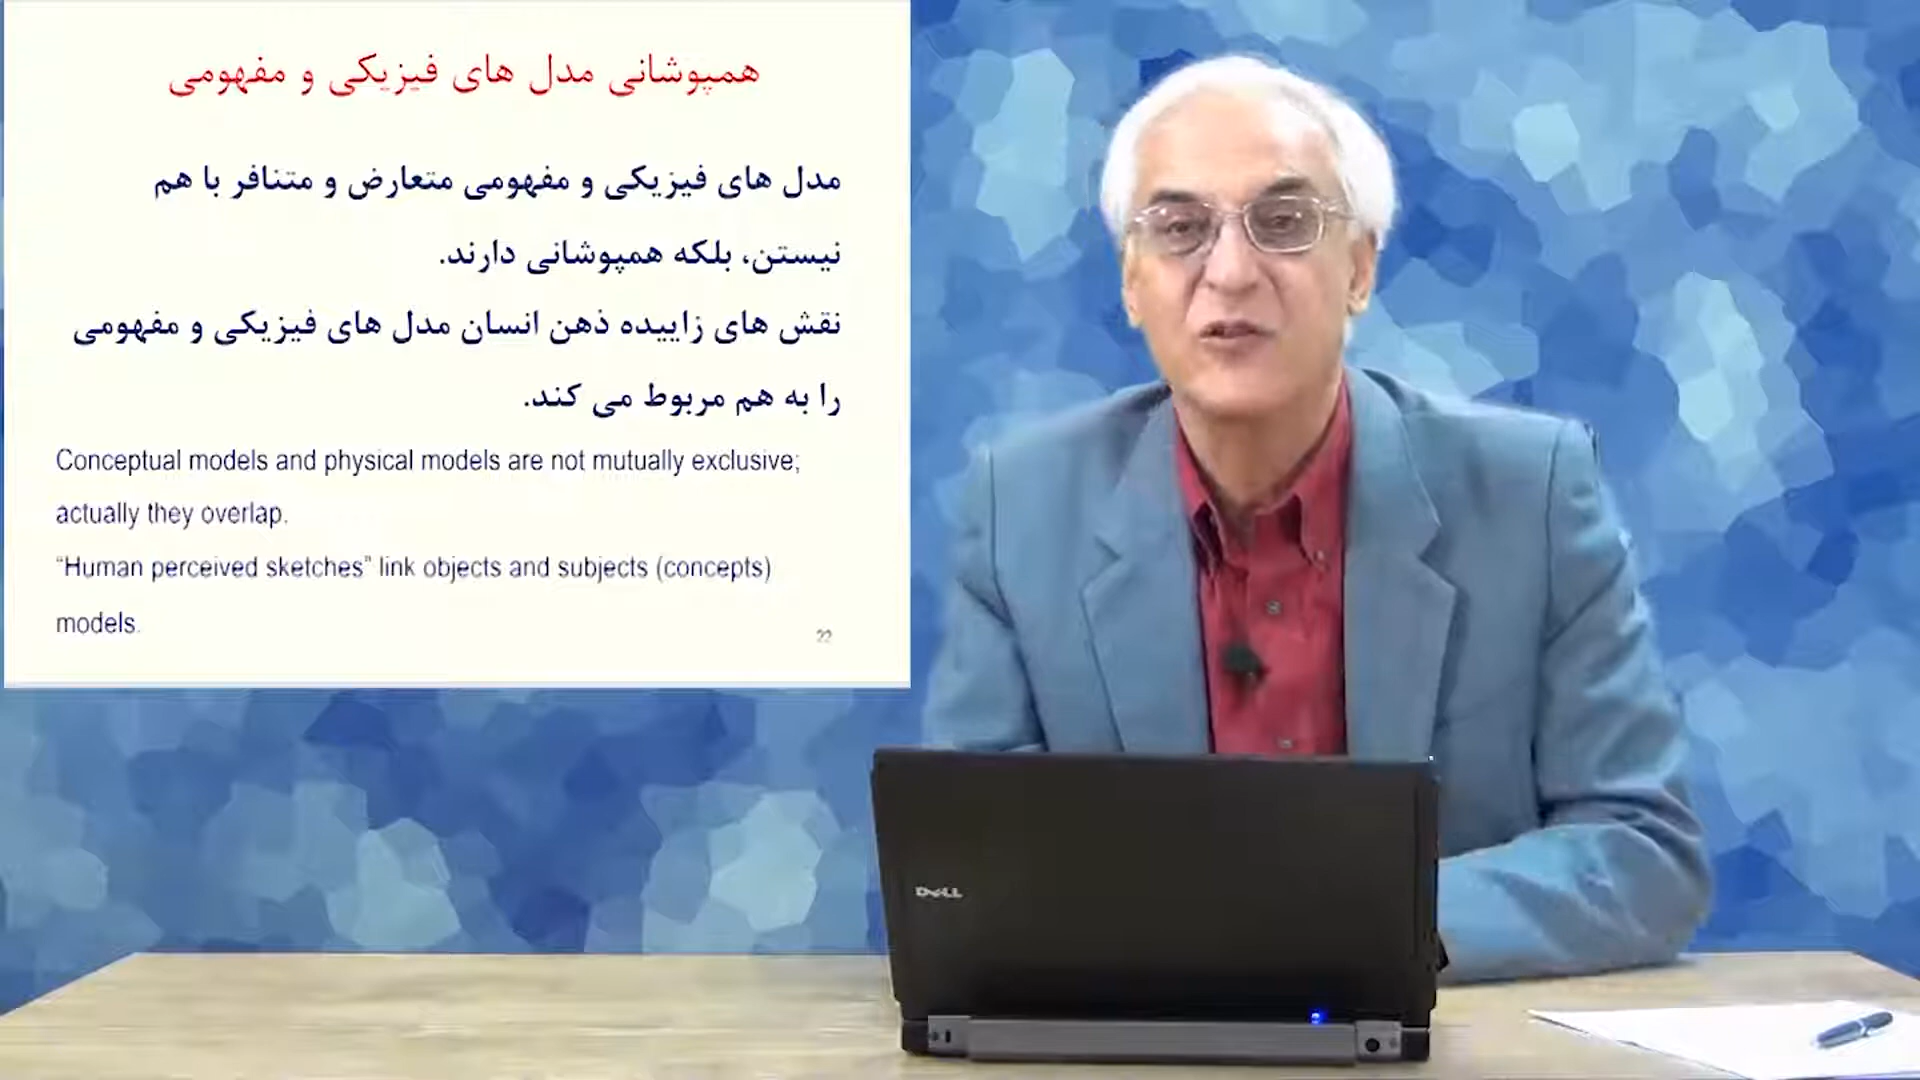 همپوشانی مدل های فیزیکی و مفهومی
مدل های فیزیکی و مفهومی متعارض و متنافر با هم
نیستن، بلکه همپوشانی دارند.
نقش های زاییده ذهن انسان مدل های فیزیکی و مفهومی
را به هم مربوط می کند.
Conceptual models and physical models are not mutually exclusive;
actually they overlap.
“Human perceived sketches” link objects and subjects (concepts)
models.
22
DELL